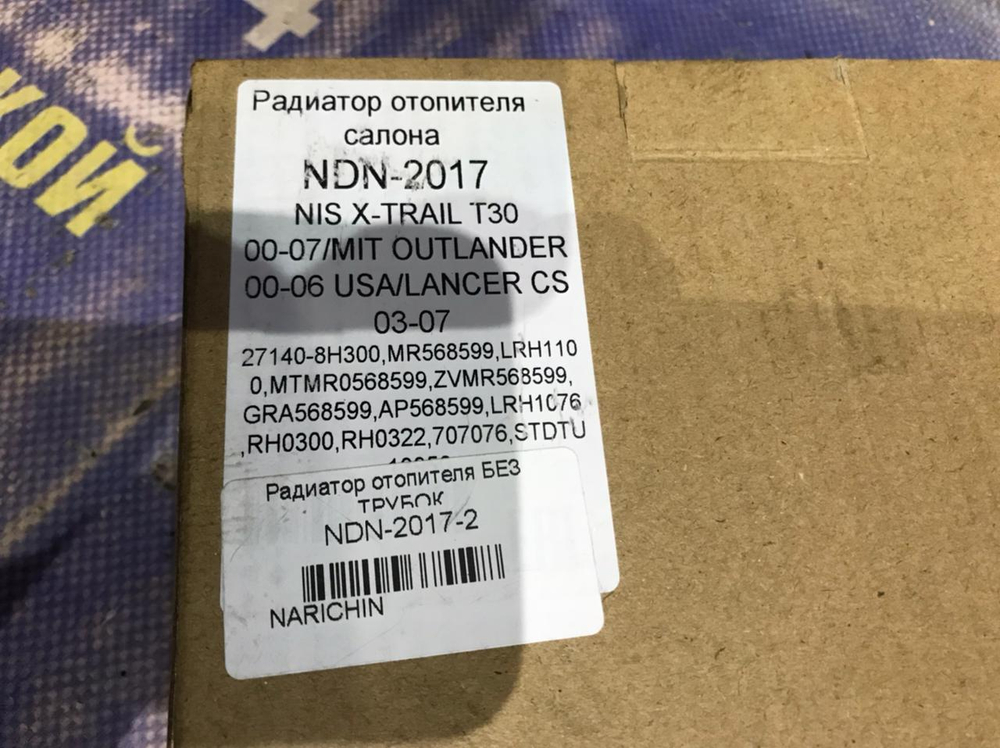 КОЙ
Радиатор отопителя
салона
NDN-2017
NIS X-TRAIL T30
00-07/MIT OUTLANDER
00-06 USA/LANCER CS
03-07
27140-8H300,MR568599,LRH110
0,MTMR0568599,ZVMR568599,
GRA568599,AP568599,LRH1076
,RH0300,RH0322,707076,STDTU
Радиатор отопителя БЕЗ
ТРУБОК
NDN-2017-2
NARICHIN